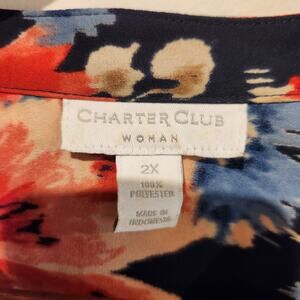 CHARTER CLUB
WOMAN
2X
100%
POLYESTER
MADE IN
INDONESIA